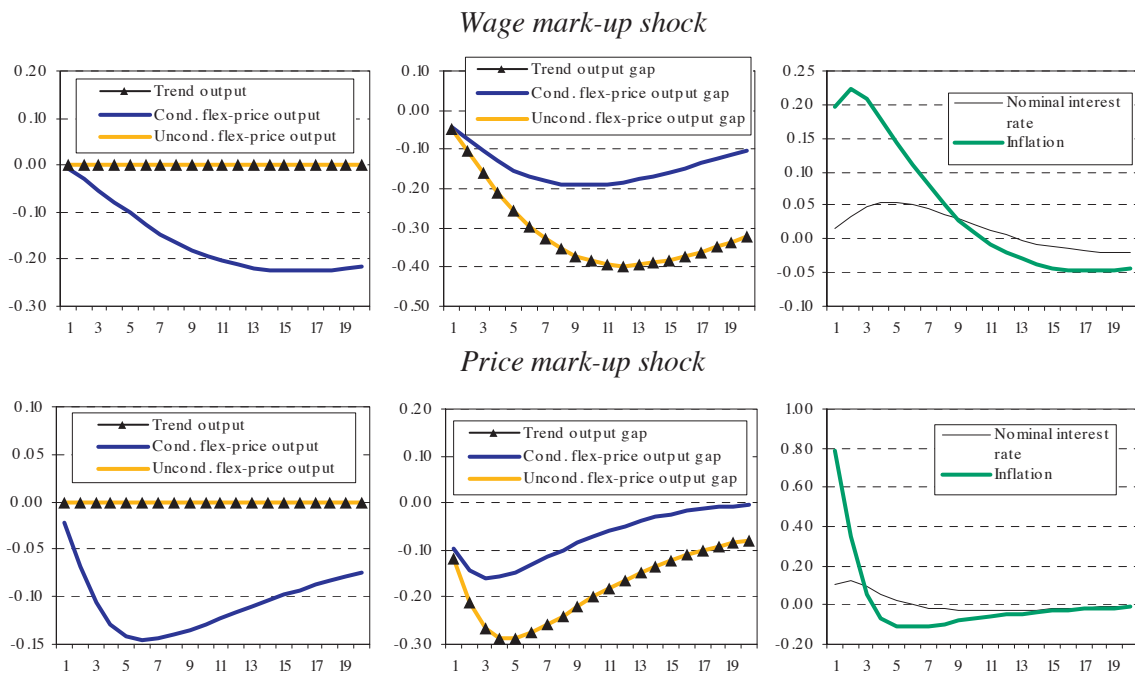 Wage mark-up shock
0.20
0.10
0.00
-0.10
-0.20
-0.30
Trend output
Cond. flex-price output
Uncond. flex-price output
1 3 5 7 9 11 13 15 17 19
0.10
0.00
-0.10
-0.20
-0.30
-0.40
-0.50
Trend output gap
Cond. flex-price output gap
Uncond. flex-price output gap
1 3 5 7 9 11 13 15 17 19
0.25
0.20
0.15
0.10
0.05
0.00
-0.05
-0.10
Nominal interest
rate
Inflation
1 3 5 7 9 11 13 15 17 19
Price mark-up shock
0.10
0.05
0.00
-0.05
-0.10
-0.15
Trend output
Cond. flex-price output
Uncond. flex-price output
1 3 5 7 9 11 13 15 17 19
0.20
0.10
0.00
-0.10
-0.20
-0.30
Trend output gap
Cond. flex-price output gap
Uncond. flex-price output gap
1 3 5 7 9 11 13 15 17 19
1.00
0.80
0.60
0.40
0.20
0.00
-0.20
Nominal interest
rate
Inflation
1 3 5 7 9 11 13 15 17 19